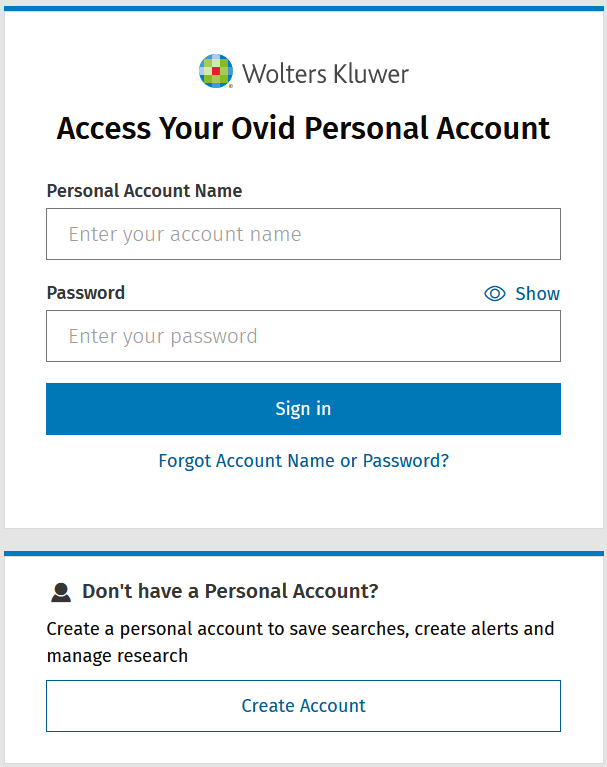 Wolters Kluwer
Access Your Ovid Personal Account
Personal Account Name
Enter your account name
Password
Show
Enter your password
Sign in
Forgot Account Name or Password?
Don't have a Personal Account?
Create a personal account to save searches, create alerts and
manage research
Create Account